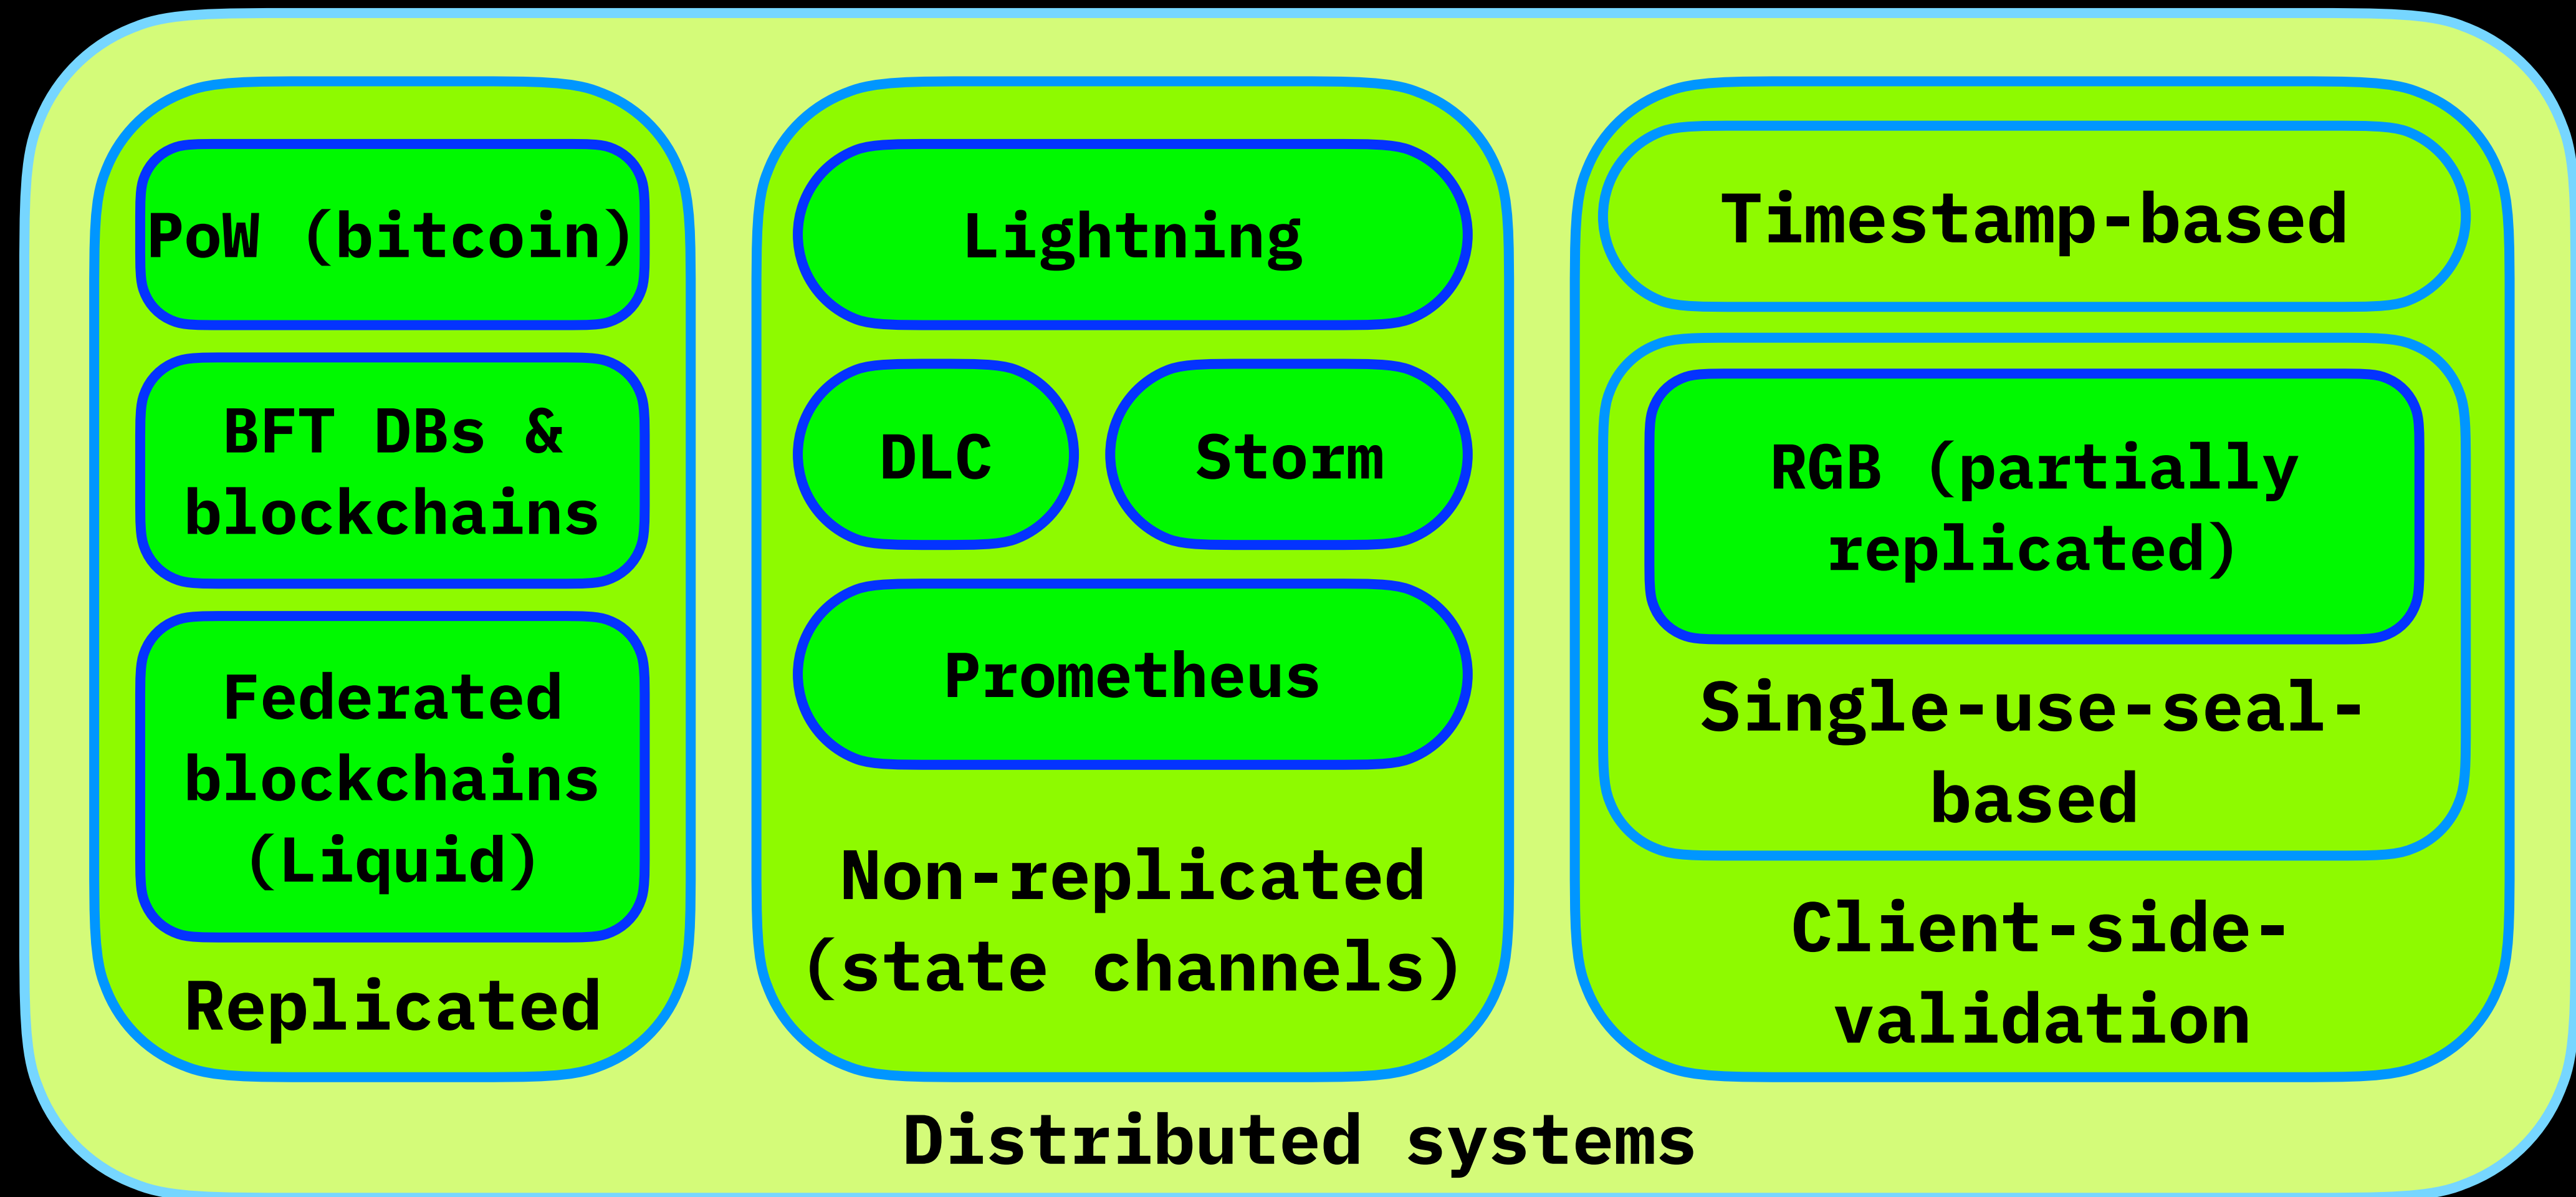 PoW (bitcoin)
BFT DBs &
blockchains
Federated
blockchains
(Liquid)
Replicated
Lightning
DLC
Storm
Prometheus
Non-replicated
(state channels)
Timestamp-based
RGB (partially
replicated)
Single-use-seal-
based
Client-side-
validation
Distributed systems